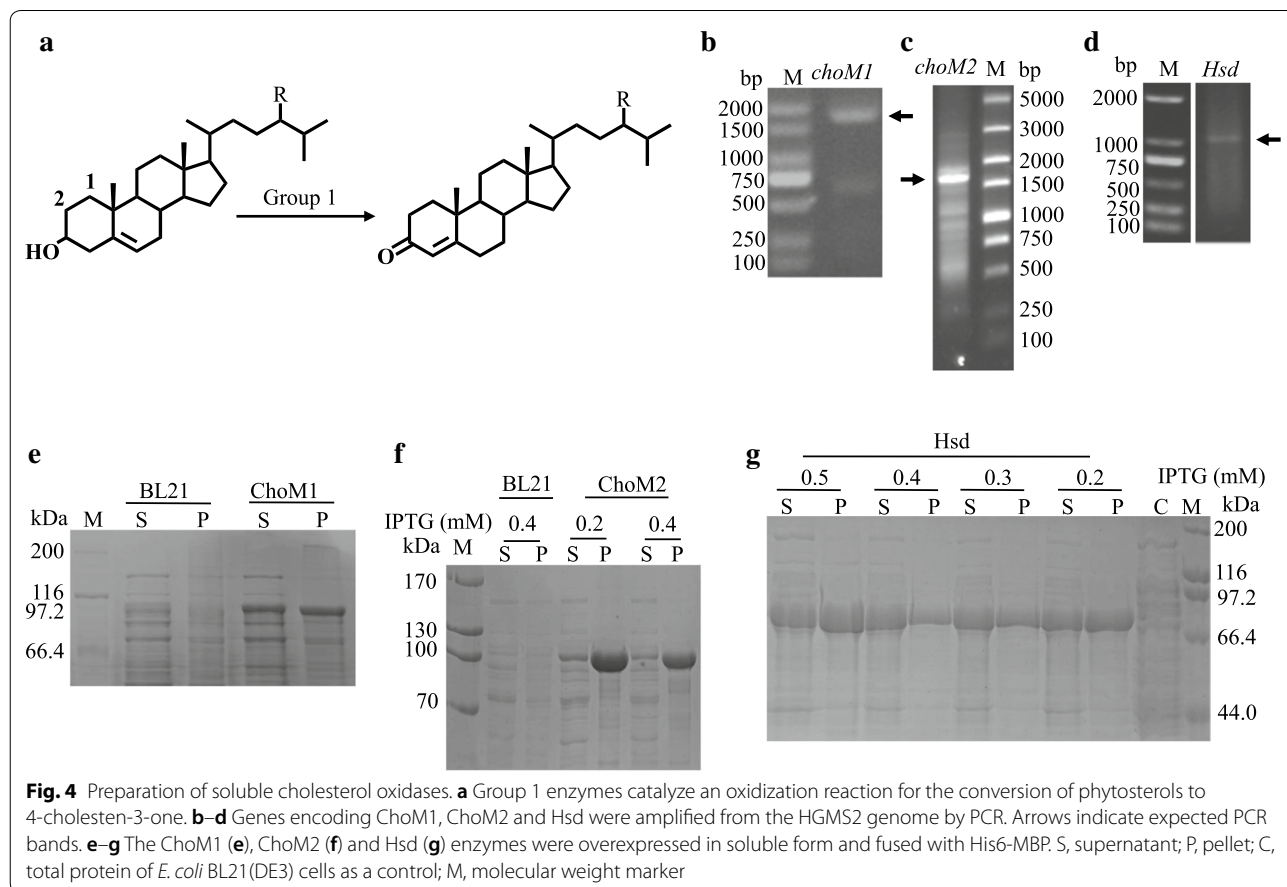 a
R
1
2
HO
Group 1
R
O
b
bp M choM1
2000
1500
1000
750
500
250
100
c
choM2 M bp
5000
3000
2000
1500
1000
750
500
250
100
d
bp M Hsd
2000
1000
750
500
250
100
e
BL21 ChoM1
kDa M S P S P
200
116
97.2
66.4
f
BL21 ChoM2
IPTG (mM) 0.4 0.2 0.4
kDa M S P S P S P
170
130
100
70
g
Hsd
0.5 0.4 0.3 0.2 IPTG (mM)
S P S P S P S P C M kDa
200
116
97.2
66.4
44.0
Fig. 4 Preparation of soluble cholesterol oxidases. a Group 1 enzymes catalyze an oxidization reaction for the conversion of phytosterols to
4-cholesten-3-one. b–d Genes encoding ChoM1, ChoM2 and Hsd were amplified from the HGMS2 genome by PCR. Arrows indicate expected PCR
bands. e–g The ChoM1 (e), ChoM2 (f) and Hsd (g) enzymes were overexpressed in soluble form and fused with His6-MBP. S, supernatant; P, pellet; C,
total protein of E. coli BL21(DE3) cells as a control; M, molecular weight marker